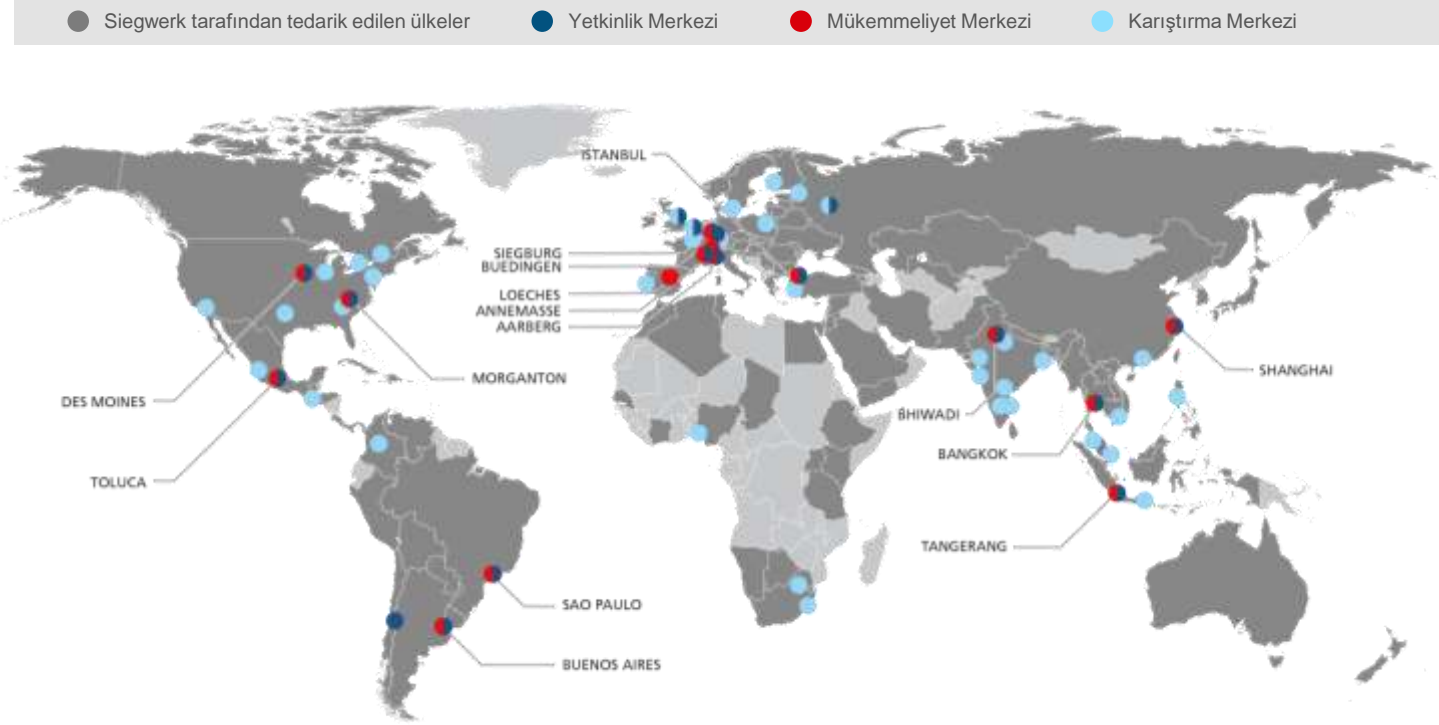 Siegwerk tarafından tedarik edilen ülkeler Yetkinlik Merkezi Mükemmeliyet Merkezi Karıştırma Merkezi
ISTANBUL
SIEGBURG
BUEDINGEN
LOECHES
ANNEMASSE
AARBERG
SHANGHAI
MORGANTON
DES MOINES
BHIWADI
BANGKOK
TOLUCA
TANGERANG
SAO PAULO
BUENOS AIRES